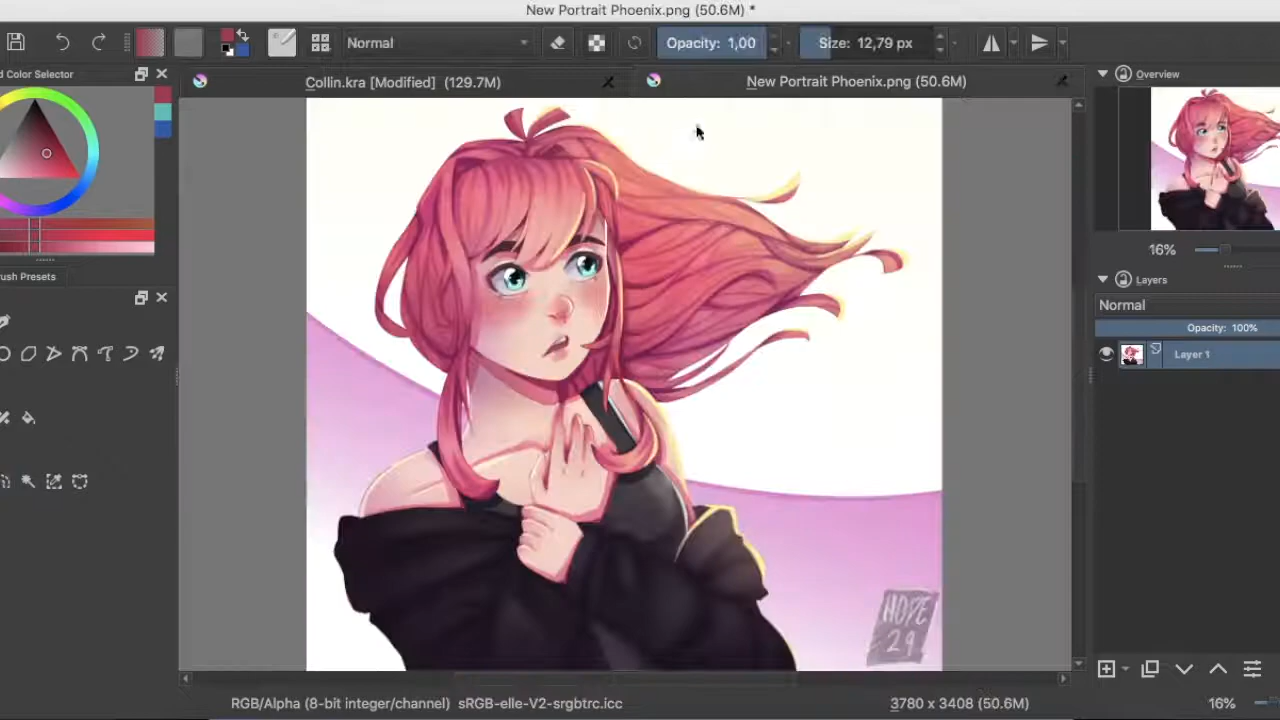 New Portrait Phoenix.png (50.6M) *
Normal
Opacity: 1,00
Size: 12,79 px
d Color Selector
Collin.kra [Modified] (129.7M)
New Portrait Phoenix.png (50.6M)
Overview
16%
rush Presets
Layers
Normal
Opacity: 100%
Layer 1
HOPE
29
RGB/Alpha (8-bit integer/channel) sRGB-elle-V2-srgbtrc.icc
3780 x 3408 (50.6M)
16%